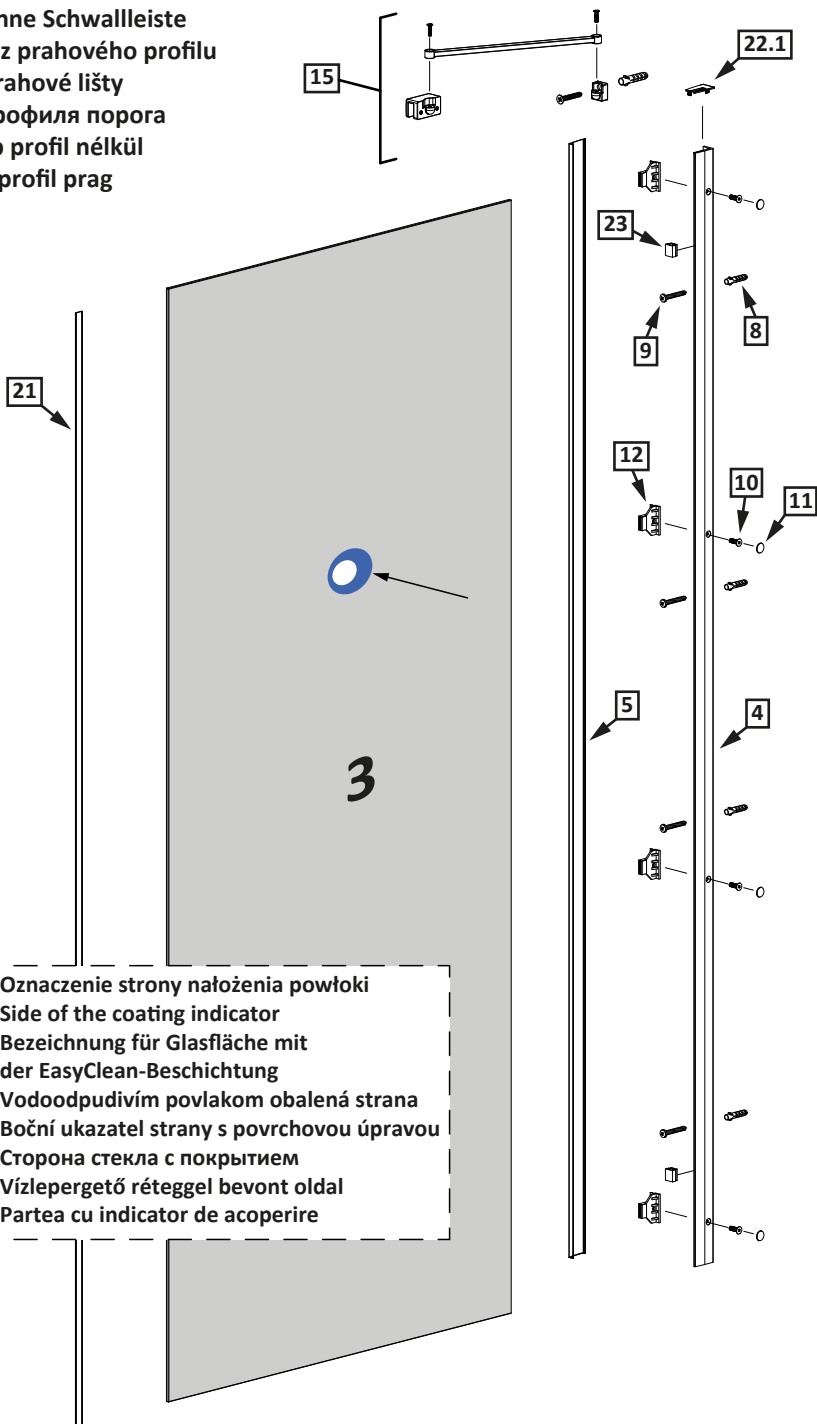 hne Schwallleiste
z prahového profilu
rahové lišty
рофиля порога
profil nélkül
profil prag
15
22.1
23
8
9
21
12
10
11
5
4
3
Oznaczenie strony nałożenia powłoki
Side of the coating indicator
Bezeichnung für Glasfläche mit
der EasyClean-Beschichtung
Vodoodpudivím povlakom obalená strana
Boční ukazatel strany s povrchovou úpravou
Сторона стекла с покрытием
Vízlepergető réteggel bevont oldal
Partea cu indicator de acoperire